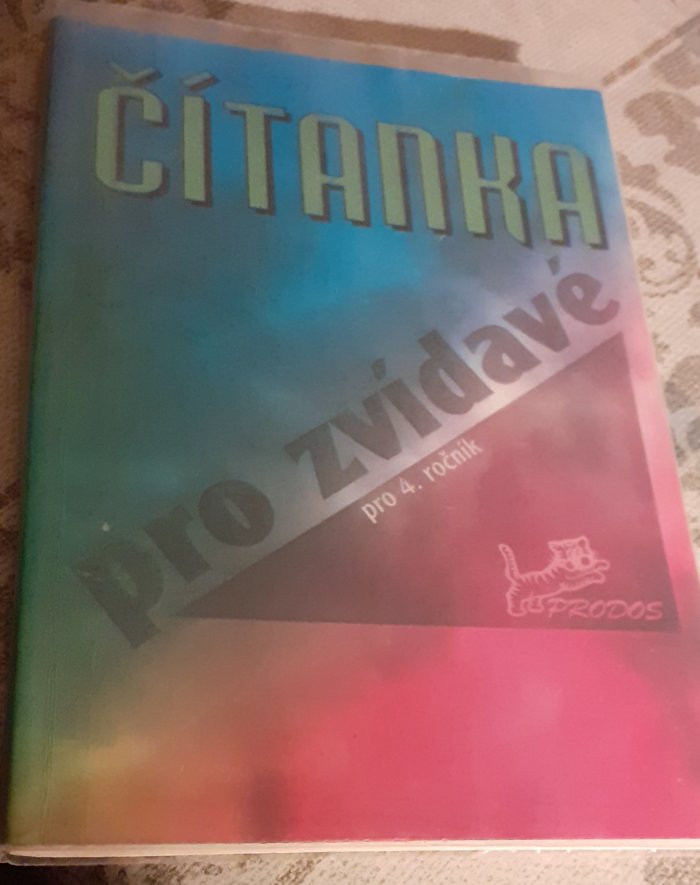 ČÍTANKA
pro zvídavé
pro 4. ročník
PRODOS